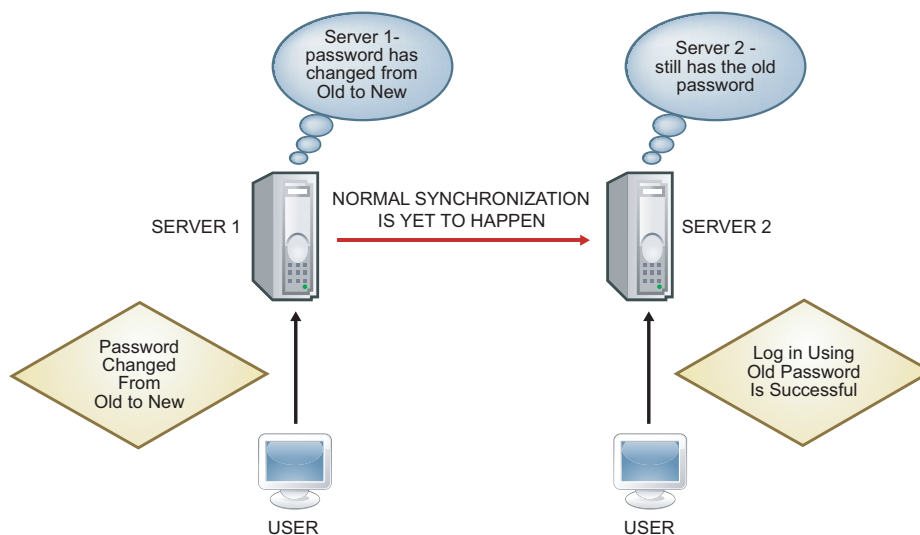 Server 1-
password has
changed from
Old to New
Server 2 -
still has the old
password
NORMAL SYNCHRONIZATION
IS YET TO HAPPEN
SERVER 1
SERVER 2
Password
Changed
From
Old to New
Log in Using
Old Password
Is Successful
USER
USER